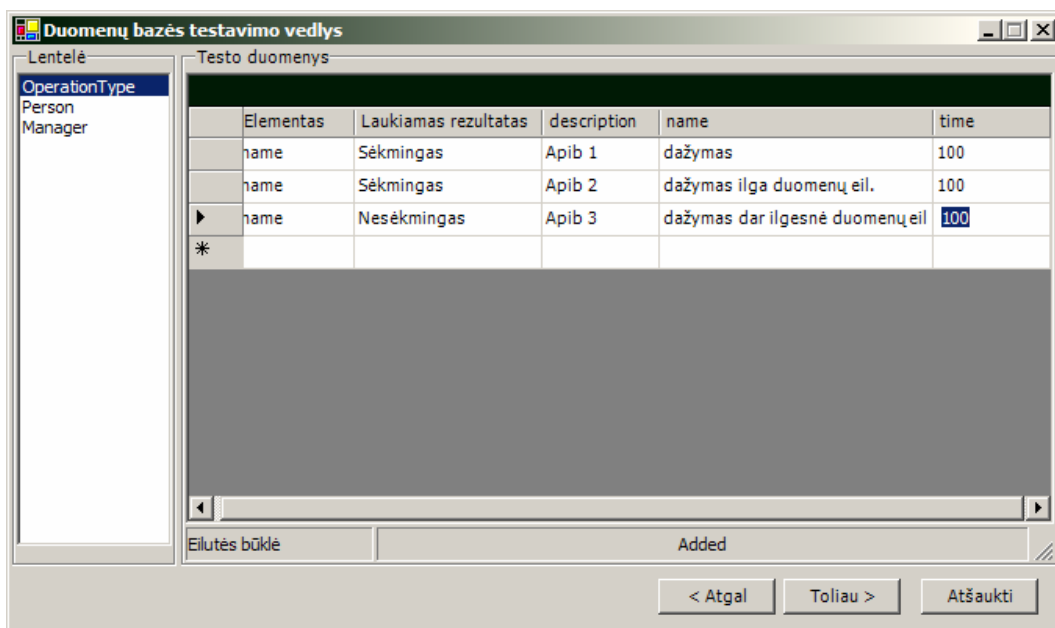 Duomenų bazės testavimo vedlys
Lentelė
OperationType
Person
Manager
Testo duomenys
Elementas Laukiamas rezultatas description name time
name Sėkmingas Apib 1 dažymas 100
name Sėkmingas Apib 2 dažymas ilga duomenų eil. 100
name Nesėkmingas Apib 3 dažymas dar ilgesnė duomenų eil 100
Eilutės būklė Added
< Atgal Toliau > Atšaukti